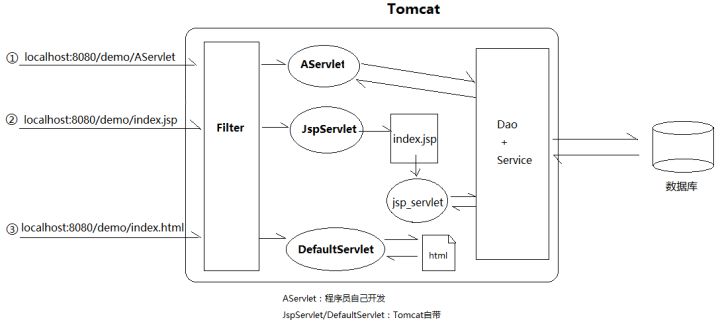 Tomcat
① localhost:8080/demo/AServlet
② localhost:8080/demo/index.jsp
③ localhost:8080/demo/index.html
Filter
AServlet
JspServlet
index.jsp
jsp_servlet
DefaultServlet
html
Dao
+
Service
数据库
AServlet：程序员自己开发
JspServlet/DefaultServlet：Tomcat自带